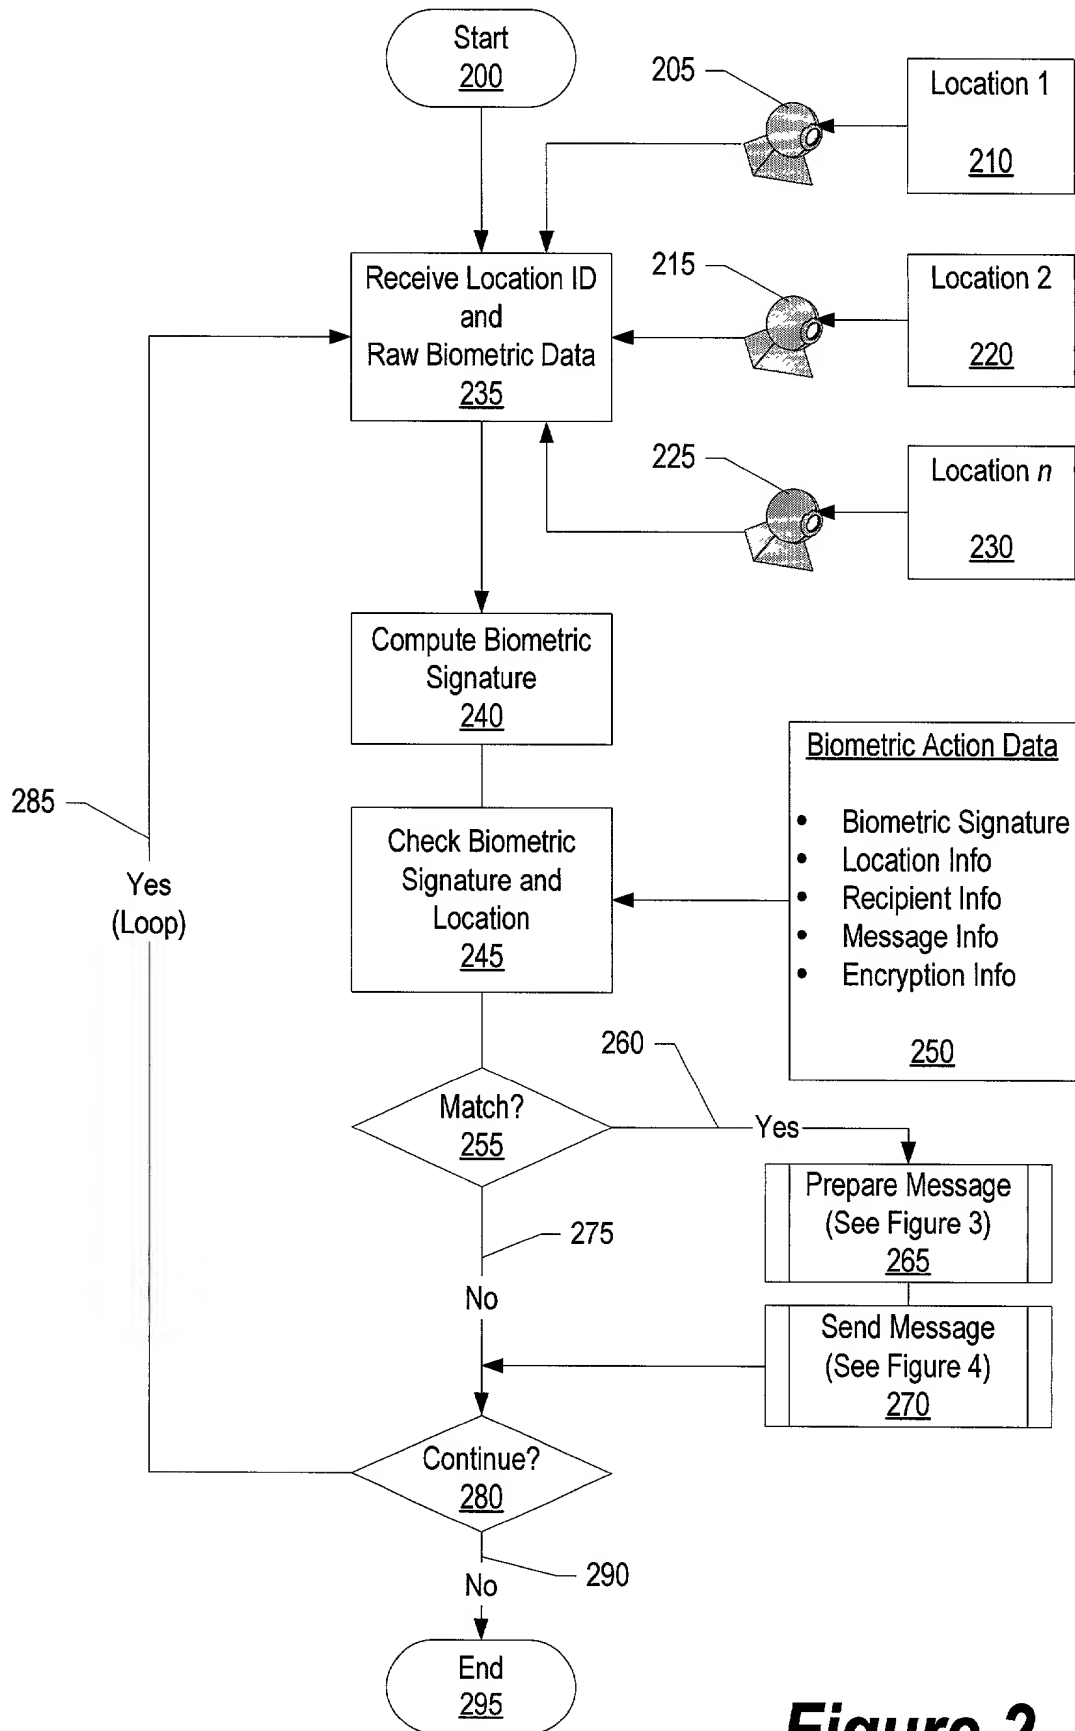 Start
200
205
Location 1
210
Receive Location ID
and
Raw Biometric Data
235
215
Location 2
220
225
Location n
230
Compute Biometric
Signature
240
Biometric Action Data
• Biometric Signature
• Location Info
• Recipient Info
• Message Info
• Encryption Info
250
285
Yes
(Loop)
Check Biometric
Signature and
Location
245
260
Match?
255
Yes
Prepare Message
(See Figure 3)
265
275
No
Send Message
(See Figure 4)
270
Continue?
280
290
No
End
295
Figure 2